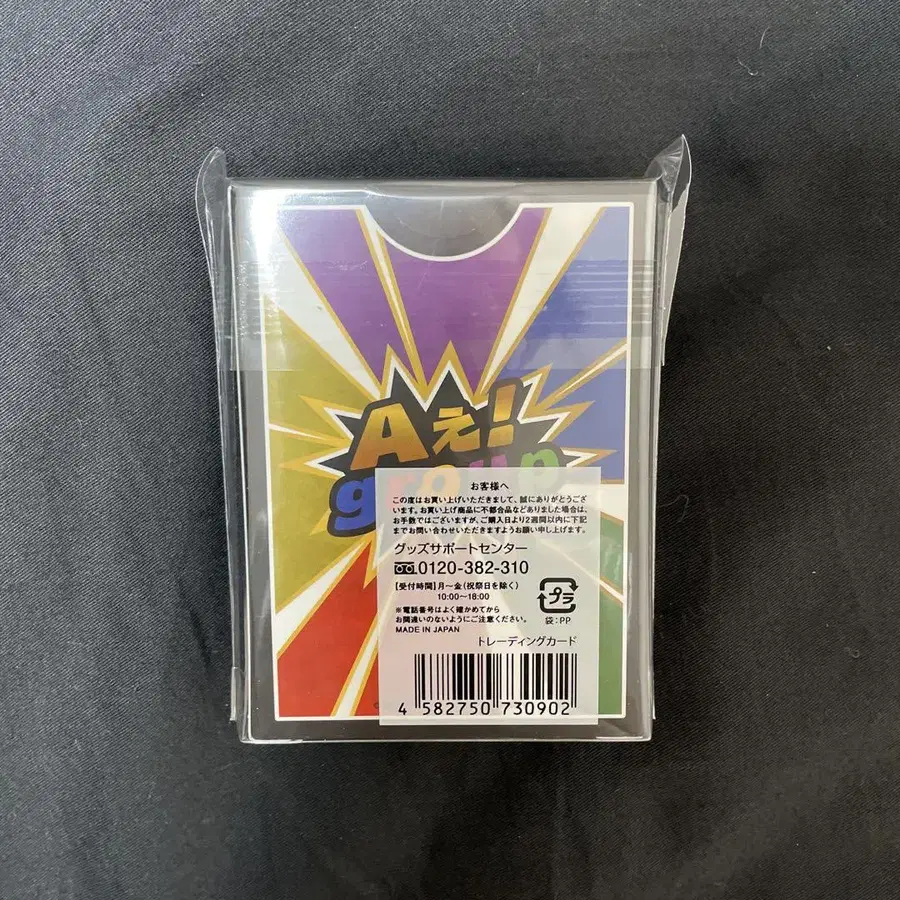 Aぇ!
group
お客様へ
この度はお買い上げいただきまして、誠にありがとうござい
ます。お買い上げ商品に不都合品などありました場合は、
お手数ではございますが、ご購入日より2週間以内に下記
までお問い合わせいただきますようお願い申し上げます。
グッズサポートセンター
0120-382-310
【受付時間】月〜金(祝祭日を除く)
10:00〜18:00
※電話番号はよく確かめてから
お間違いのないようにご注意ください。
MADE IN JAPAN
プラ
袋:PP
トレーディングカード
4 582750 730902